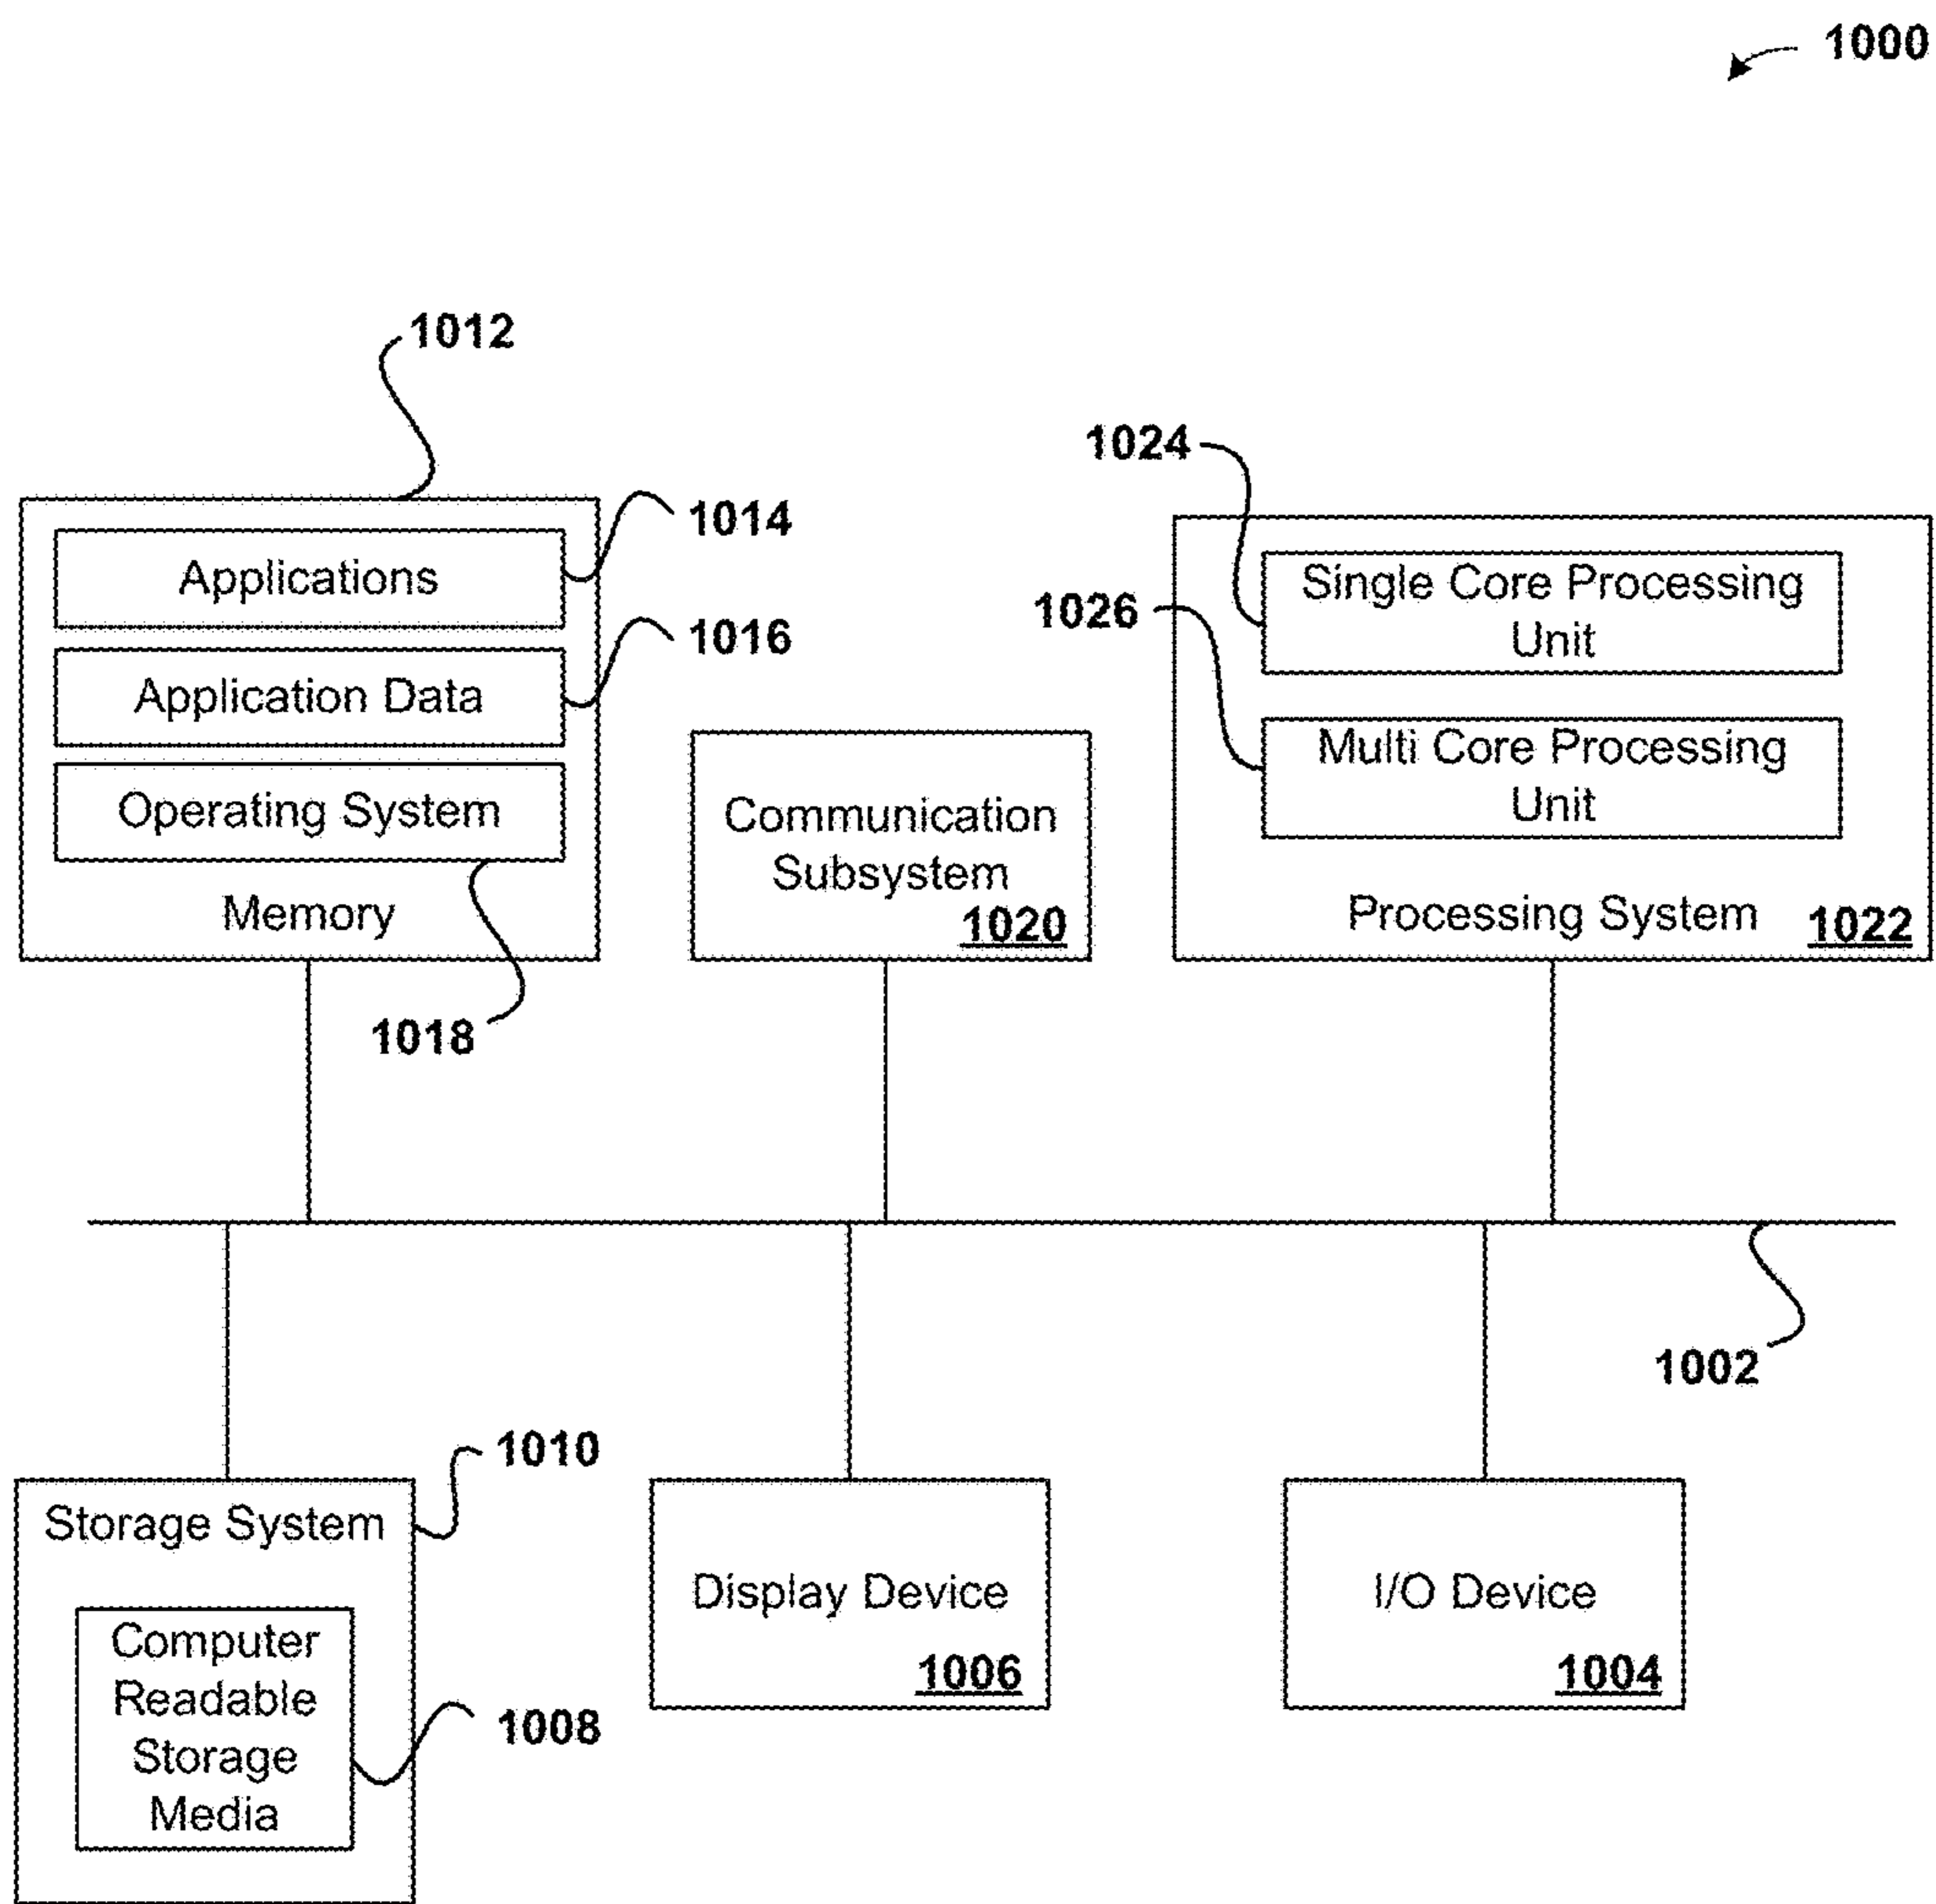 1000
1012
1014
Applications
1016
Application Data
Operating System
Memory
1018
Communication
Subsystem
1020
1024
Single Core Processing
Unit
1026
Multi Core Processing
Unit
Processing System
1022
1002
1010
Storage System
Computer
Readable
Storage
Media
1008
Display Device
1006
I/O Device
1004